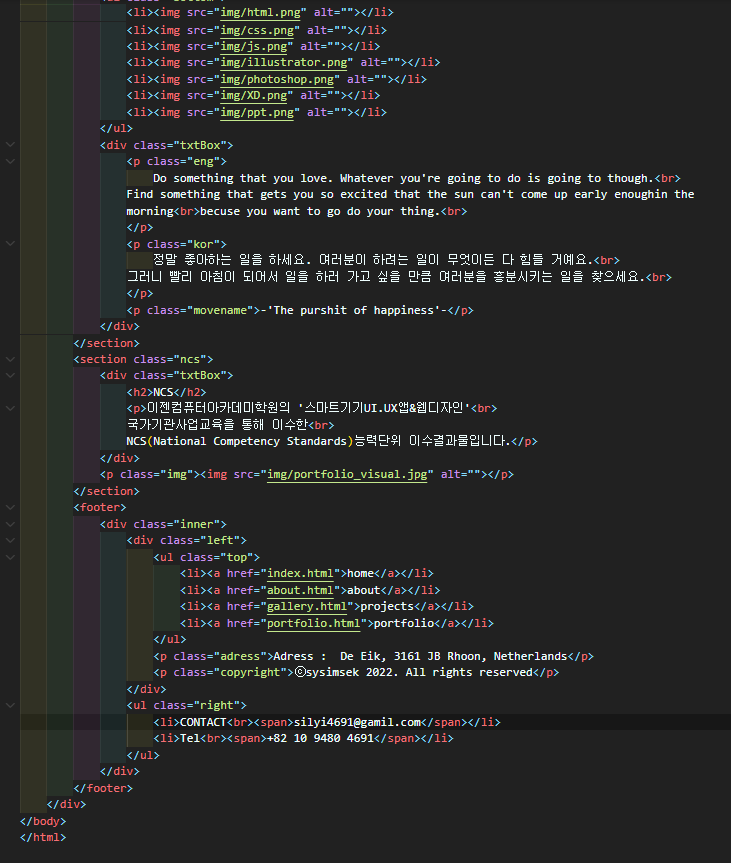 <li><img src="img/html.png" alt=""></li>
<li><img src="img/css.png" alt=""></li>
<li><img src="img/js.png" alt=""></li>
<li><img src="img/illustrator.png" alt=""></li>
<li><img src="img/photoshop.png" alt=""></li>
<li><img src="img/XD.png" alt=""></li>
<li><img src="img/ppt.png" alt=""></li>
</ul>
<div class="txtBox">
<p class="eng">
Do something that you love. Whatever you're going to do is going to though.<br>
Find something that gets you so excited that the sun can't come up early enoughin the
morning<br>becuse you want to go do your thing.<br>
</p>
<p class="kor">
정말 좋아하는 일을 하세요. 여러분이 하려는 일이 무엇이든 다 힘들 거예요.<br>
그러니 빨리 아침이 되어서 일을 하러 가고 싶을 만큼 여러분을 흥분시키는 일을 찾으세요.<br>
</p>
<p class="movename">-'The purshit of happiness'-</p>
</div>
</section>
<section class="ncs">
<div class="txtBox">
<h2>NCS</h2>
<p>이젠컴퓨터아카데미학원의 '스마트기기UI.UX앱&웹디자인'<br>
국가기관사업교육을 통해 이수한<br>
NCS(National Competency Standards)능력단위 이수결과물입니다.</p>
</div>
<p class="img"><img src="img/portfolio_visual.jpg" alt=""></p>
</section>
<footer>
<div class="inner">
<div class="left">
<ul class="top">
<li><a href="index.html">home</a></li>
<li><a href="about.html">about</a></li>
<li><a href="gallery.html">projects</a></li>
<li><a href="portfolio.html">portfolio</a></li>
</ul>
<p class="adress">Adress :  De Eik, 3161 JB Rhoon, Netherlands</p>
<p class="copyright">ⓒsysimsek 2022. All rights reserved</p>
</div>
<ul class="right">
<li>CONTACT<br><span>silyi4691@gamil.com</span></li>
<li>Tel<br><span>+82 10 9480 4691</span></li>
</ul>
</div>
</footer>
</div>
</body>
</html>